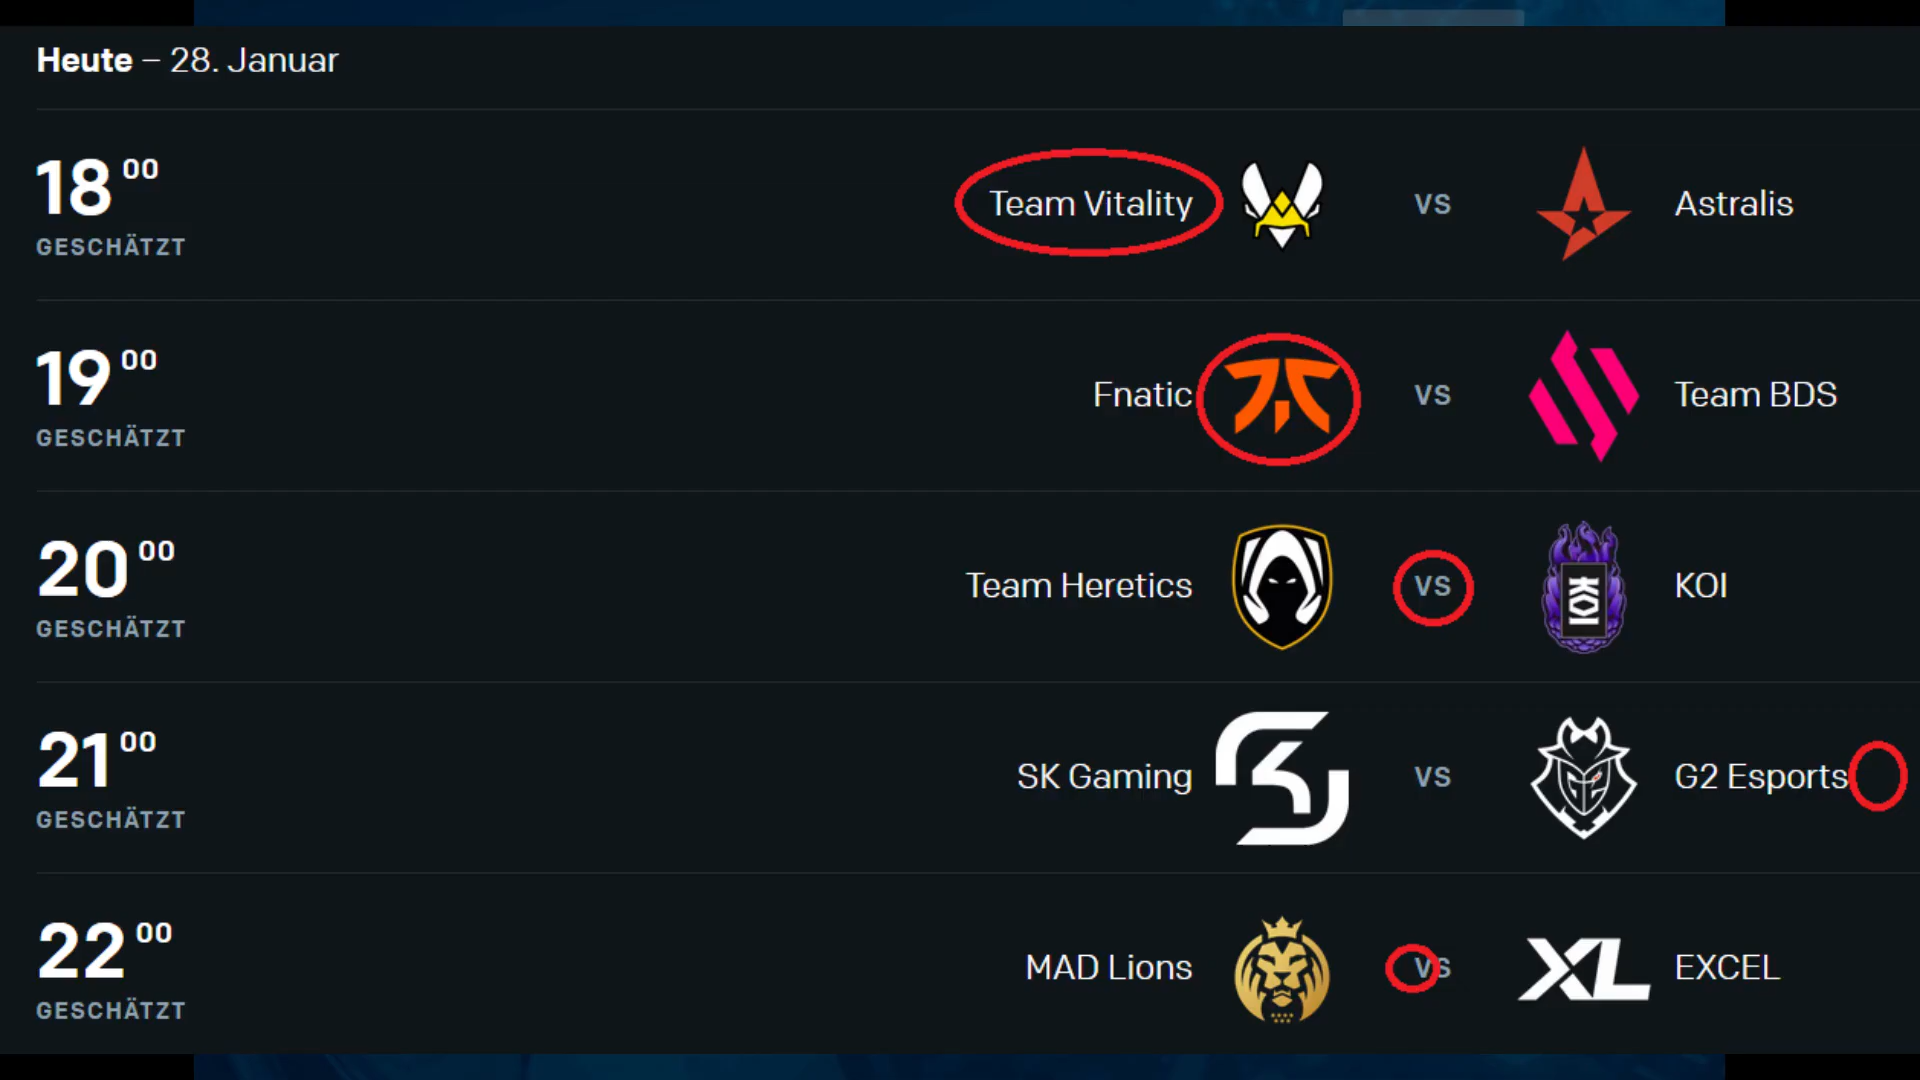 Heute – 28. Januar
18 00 Team Vitality VS Astralis
GESCHÄTZT
19 00 Fnatic VS Team BDS
GESCHÄTZT
20 00 Team Heretics VS KOI KOI
GESCHÄTZT
21 00 SK Gaming VS G2 Esports
GESCHÄTZT
22 00 MAD Lions VS XL EXCEL
GESCHÄTZT